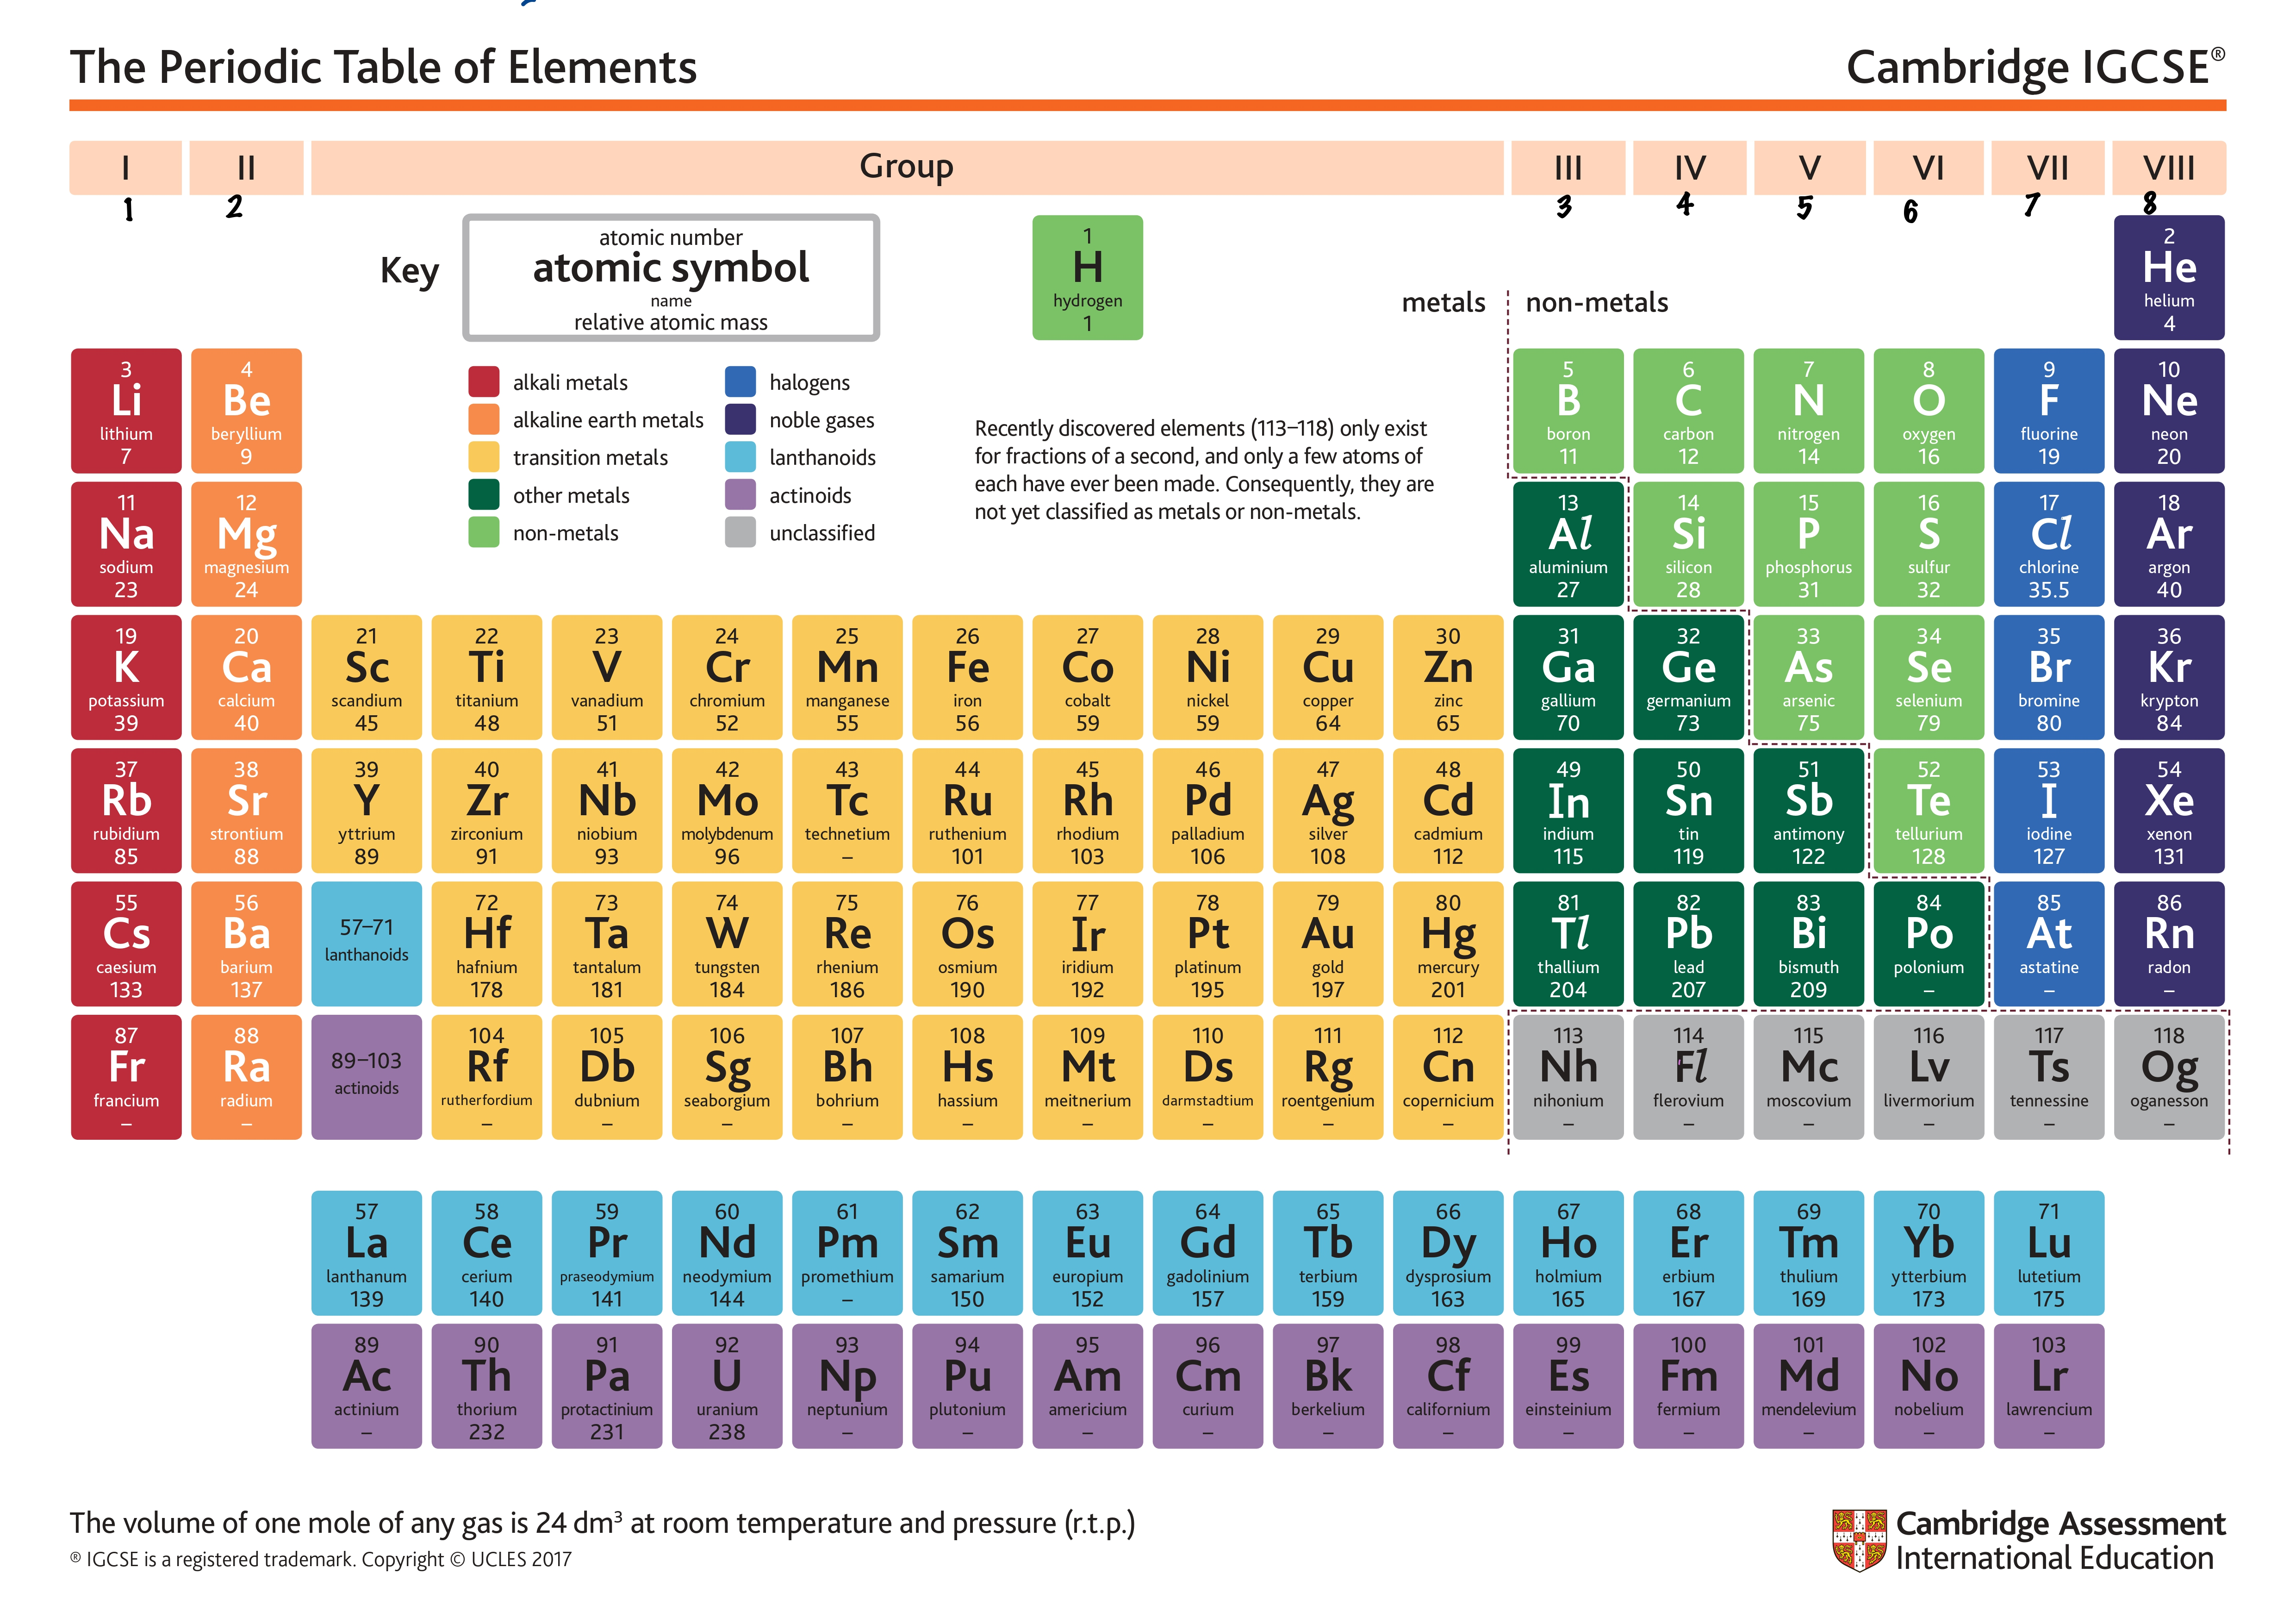 The Periodic Table of Elements
Cambridge IGCSE®
I II Group III IV V VI VII VIII
1 2 3 4 5 6 7 8
Key
atomic number
atomic symbol
name
relative atomic mass
1
H
hydrogen
1
metals non-metals
2
He
helium
4
alkali metals
alkaline earth metals
transition metals
other metals
non-metals
halogens
noble gases
lanthanoids
actinoids
unclassified
Recently discovered elements (113–118) only exist
for fractions of a second, and only a few atoms of
each have ever been made. Consequently, they are
not yet classified as metals or non-metals.
3 4 5 6 7 8 9 10
Li Be B C N O F Ne
lithium beryllium boron carbon nitrogen oxygen fluorine neon
7 9 11 12 14 16 19 20
11 12 13 14 15 16 17 18
Na Mg Al Si P S Cl Ar
sodium magnesium aluminium silicon phosphorus sulfur chlorine argon
23 24 27 28 31 32 35.5 40
19 20 21 22 23 24 25 26 27 28 29 30 31 32 33 34 35 36
K Ca Sc Ti V Cr Mn Fe Co Ni Cu Zn Ga Ge As Se Br Kr
potassium calcium scandium titanium vanadium chromium manganese iron cobalt nickel copper zinc gallium germanium arsenic selenium bromine krypton
39 40 45 48 51 52 55 56 59 59 64 65 70 73 75 79 80 84
37 38 39 40 41 42 43 44 45 46 47 48 49 50 51 52 53 54
Rb Sr Y Zr Nb Mo Tc Ru Rh Pd Ag Cd In Sn Sb Te I Xe
rubidium strontium yttrium zirconium niobium molybdenum technetium ruthenium rhodium palladium silver cadmium indium tin antimony tellurium iodine xenon
85 88 89 91 93 96 – 101 103 106 108 112 115 119 122 128 127 131
55 56 57–71 72 73 74 75 76 77 78 79 80 81 82 83 84 85 86
Cs Ba lanthanoids Hf Ta W Re Os Ir Pt Au Hg Tl Pb Bi Po At Rn
caesium barium hafnium tantalum tungsten rhenium osmium iridium platinum gold mercury thallium lead bismuth polonium astatine radon
133 137 178 181 184 186 190 192 195 197 201 204 207 209 – – –
87 88 89–103 104 105 106 107 108 109 110 111 112 113 114 115 116 117 118
Fr Ra actinoids Rf Db Sg Bh Hs Mt Ds Rg Cn Nh Fl Mc Lv Ts Og
francium radium rutherfordium dubnium seaborgium bohrium hassium meitnerium darmstadtium roentgenium copernicium nihonium flerovium moscovium livermorium tennessine oganesson
– – – – – – – – – – – – – – – – –
57 58 59 60 61 62 63 64 65 66 67 68 69 70 71
La Ce Pr Nd Pm Sm Eu Gd Tb Dy Ho Er Tm Yb Lu
lanthanum cerium praseodymium neodymium promethium samarium europium gadolinium terbium dysprosium holmium erbium thulium ytterbium lutetium
139 140 141 144 – 150 152 157 159 163 165 167 169 173 175
89 90 91 92 93 94 95 96 97 98 99 100 101 102 103
Ac Th Pa U Np Pu Am Cm Bk Cf Es Fm Md No Lr
actinium thorium protactinium uranium neptunium plutonium americium curium berkelium californium einsteinium fermium mendelevium nobelium lawrencium
– 232 231 238 – – – – – – – – – – –
The volume of one mole of any gas is 24 dm³ at room temperature and pressure (r.t.p.)
® IGCSE is a registered trademark. Copyright © UCLES 2017
Cambridge Assessment
International Education